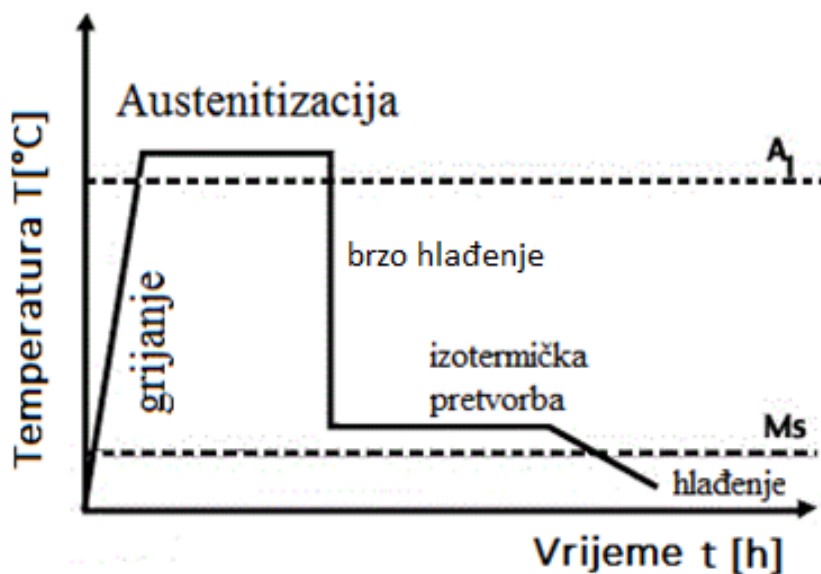 Austenitizacija
A1
Temperatura T[°C]
grijanje
brzo hlađenje
izotermička
pretvorba
Ms
hlađenje
Vrijeme t [h]